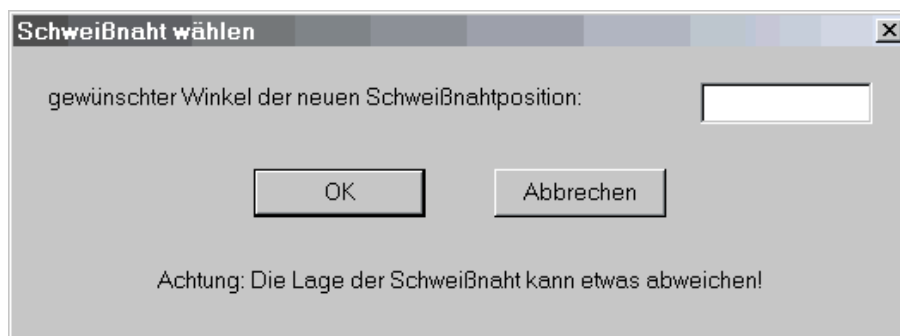 Schweißnaht wählen
gewünschter Winkel der neuen Schweißnahtposition:
OK
Abbrechen
Achtung: Die Lage der Schweißnaht kann etwas abweichen!